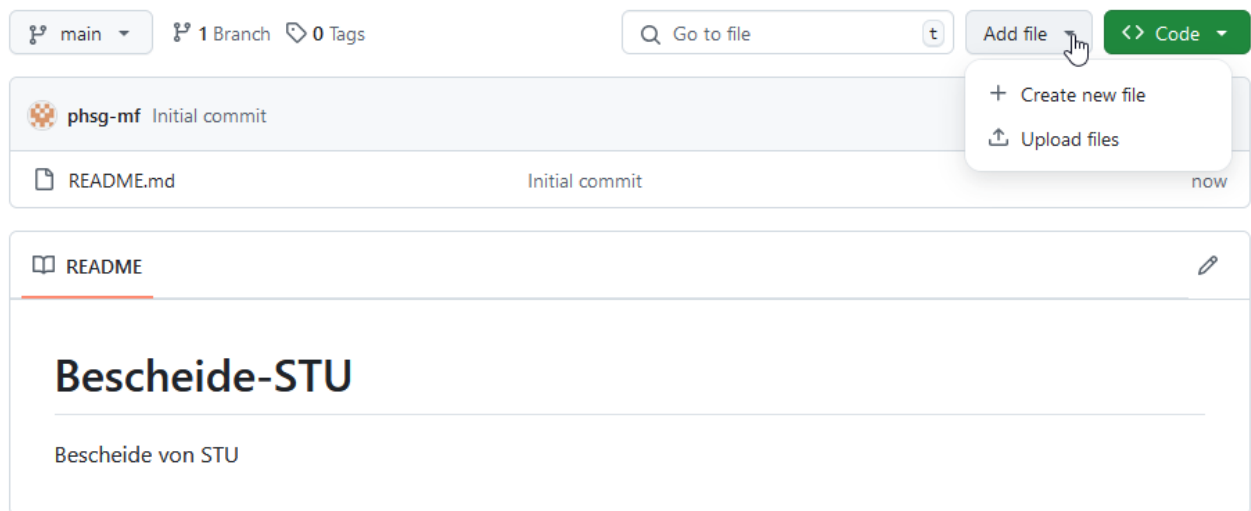 main 1 Branch 0 Tags Go to file t Add file Code
Create new file
phsg-mf Initial commit
Upload files
README.md Initial commit now
README
Bescheide-STU
Bescheide von STU